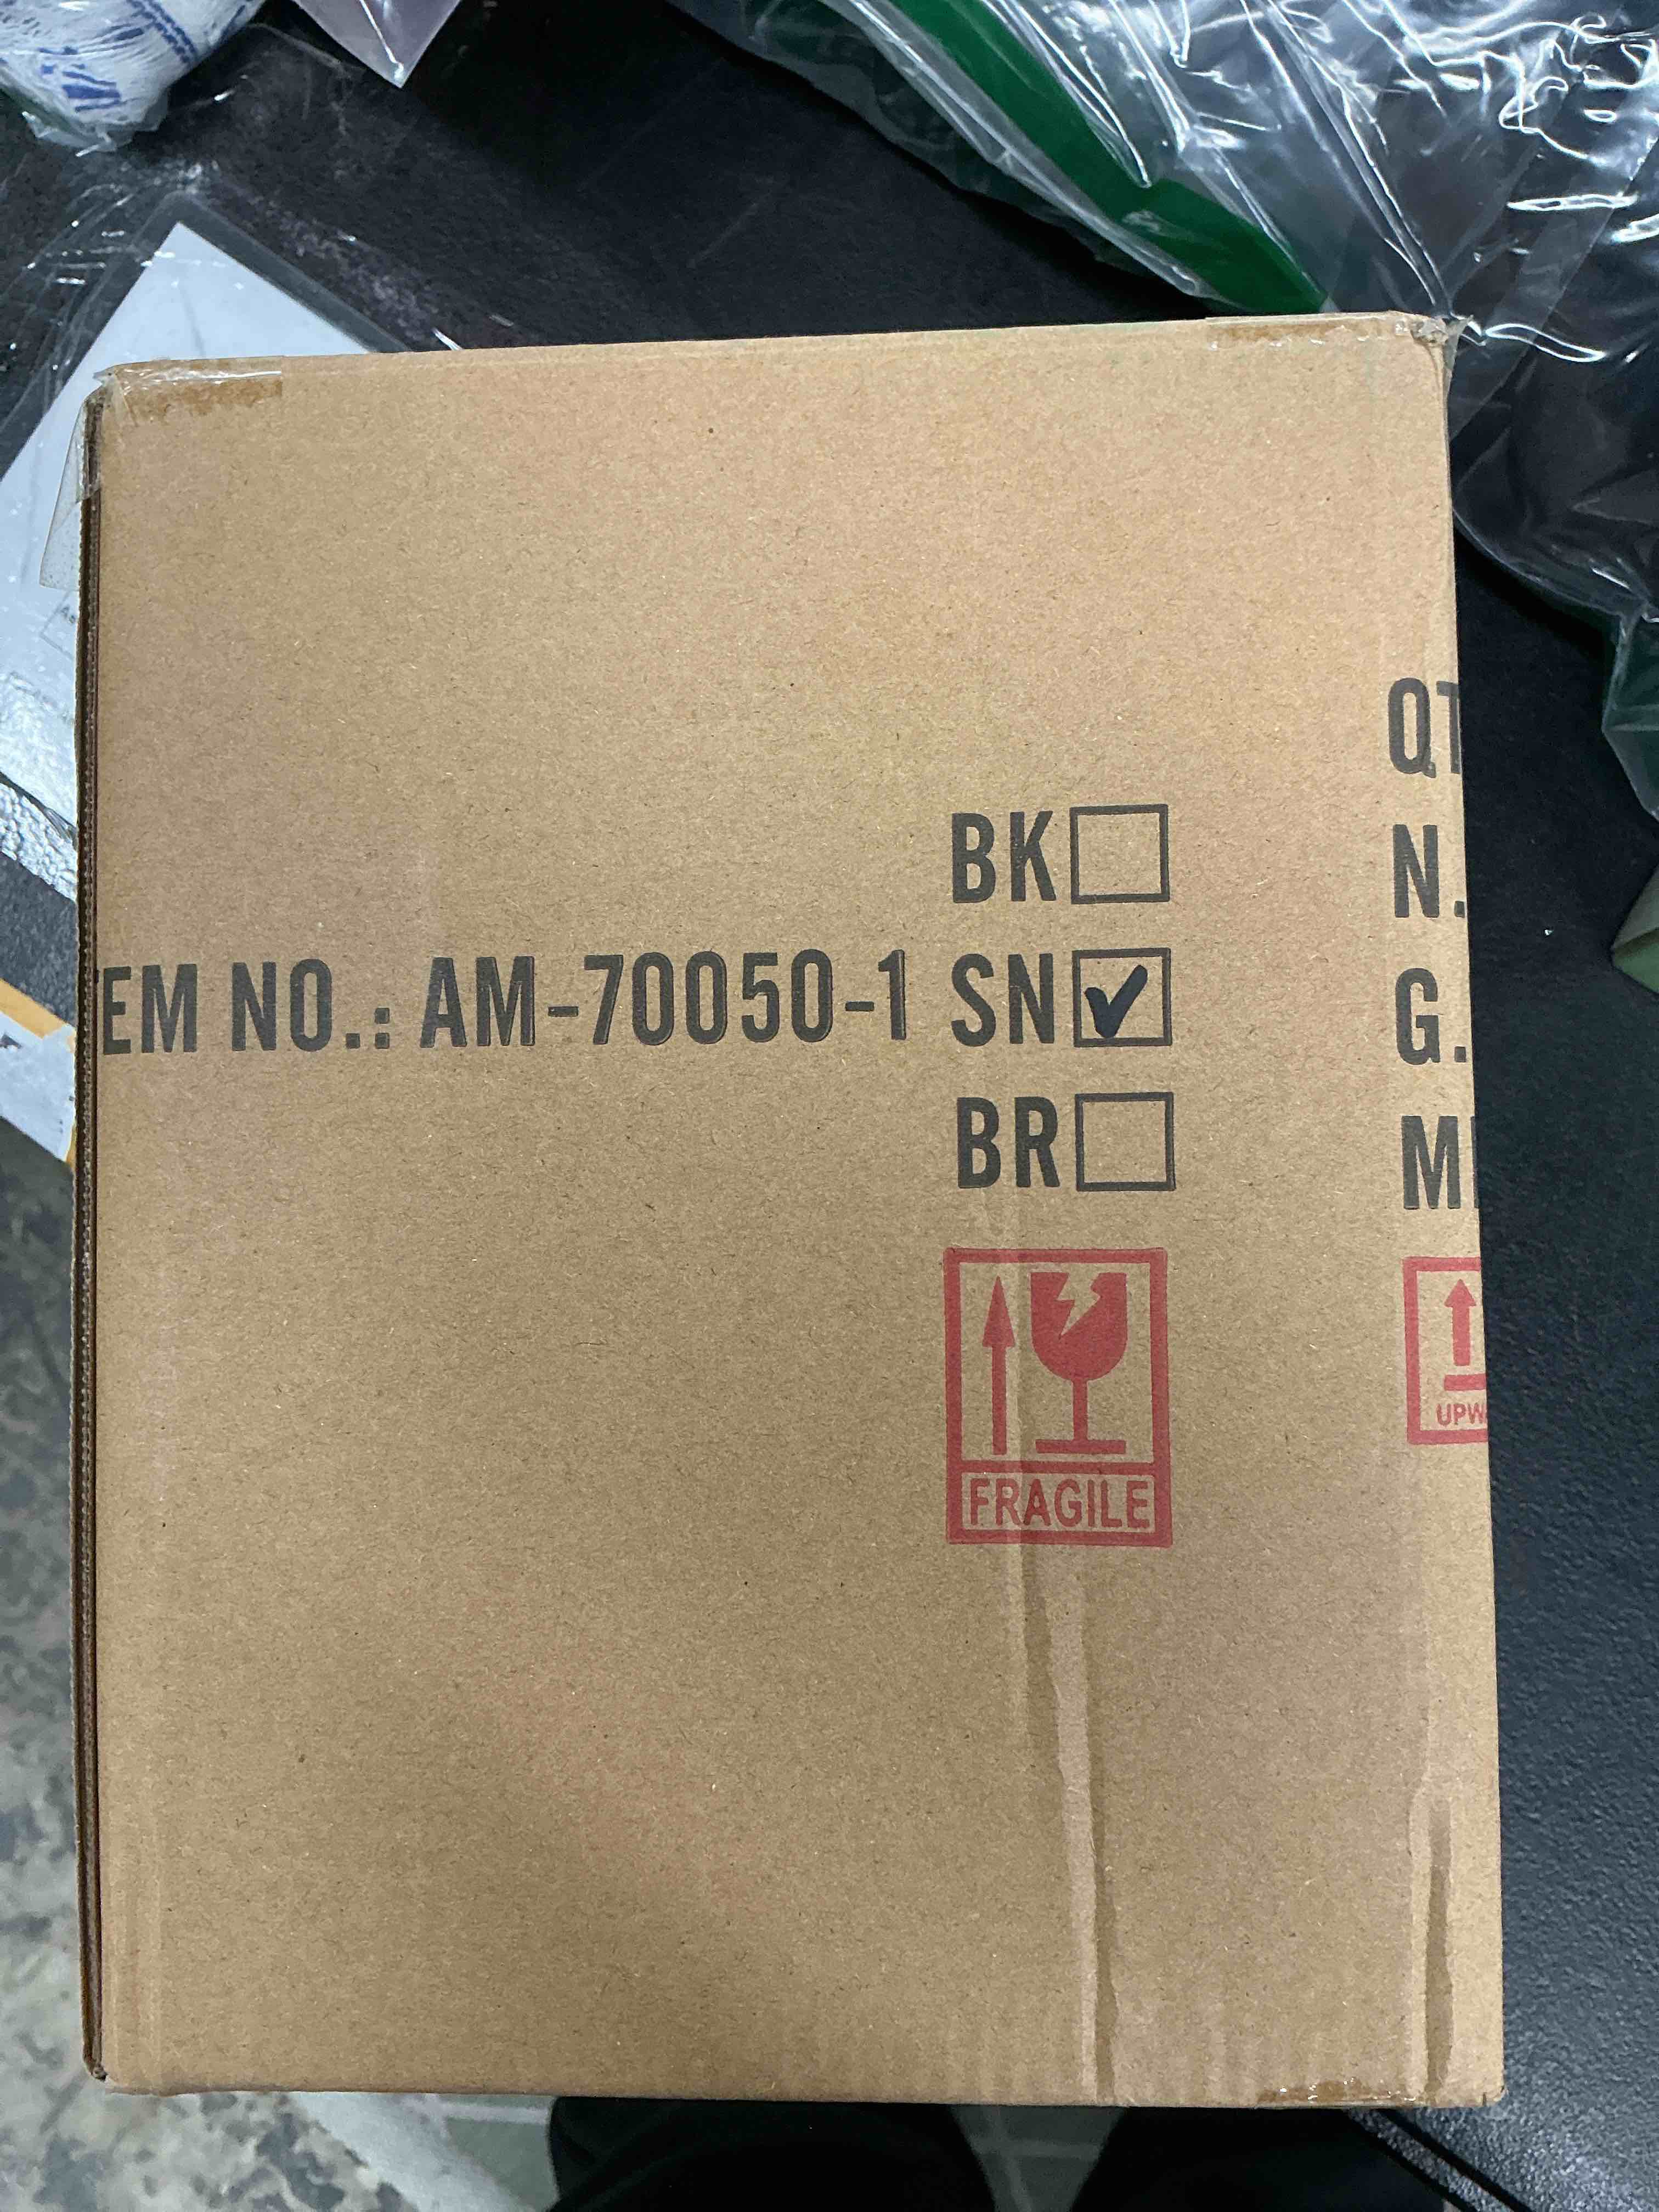 BK
EM NO.: AM-70050-1 SN
BR
FRAGILE
QT
N.
G.
M
UPW